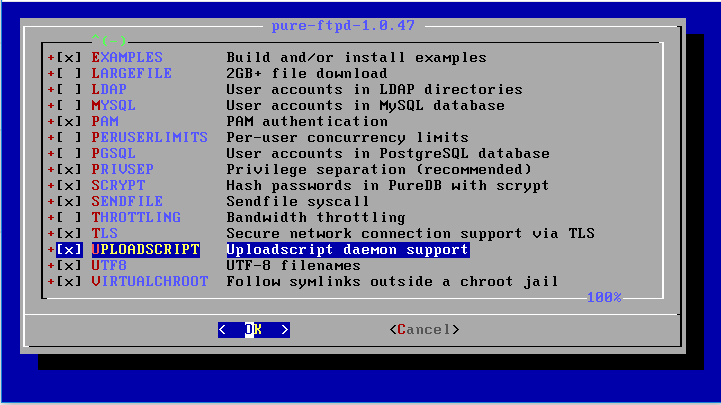 pure-ftpd-1.0.47
^(-)
+[x] EXAMPLES Build and/or install examples
+[ ] LARGEFILE 2GB+ file download
+[ ] LDAP User accounts in LDAP directories
+[ ] MYSQL User accounts in MySQL database
+[x] PAM PAM authentication
+[ ] PERUSERLIMITS Per-user concurrency limits
+[ ] PGSQL User accounts in PostgreSQL database
+[x] PRIVSEP Privilege separation (recommended)
+[x] SCRYPT Hash passwords in PureDB with scrypt
+[x] SENDFILE Sendfile syscall
+[ ] THROTTLING Bandwidth throttling
+[x] TLS Secure network connection support via TLS
+[x] UPLOADSCRIPT Uploadscript daemon support
+[x] UTF8 UTF-8 filenames
+[x] VIRTUALCHROOT Follow symlinks outside a chroot jail
100%
< OK > <Cancel>